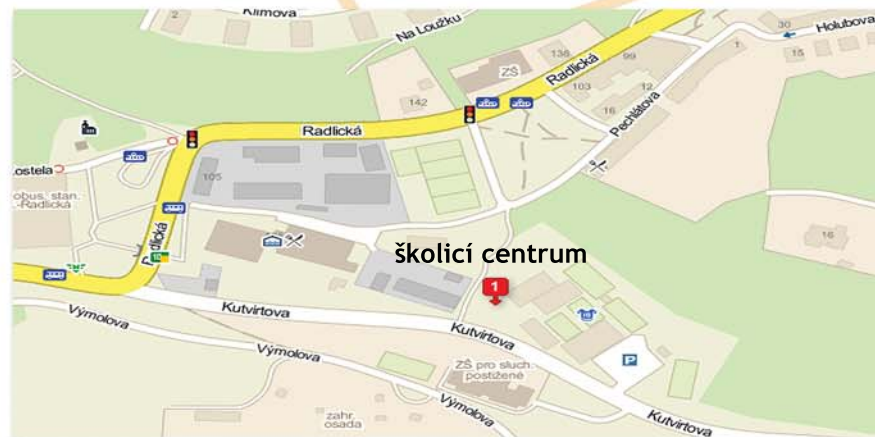 Klímova
2
Na Loužku
30
Holubova
138
ZŠ
Radlická
99
1
15
103
12
142
16
Pechlátova
Radlická
105
obus. stan.
-Radlická
Radlická
16
školicí centrum
1
Kutvirtova
Výmolova
Kutvirtova
Výmolova
ZŠ pro sluch.
postižené
P
Výmolova
zahr.
osada
Kutvirtova